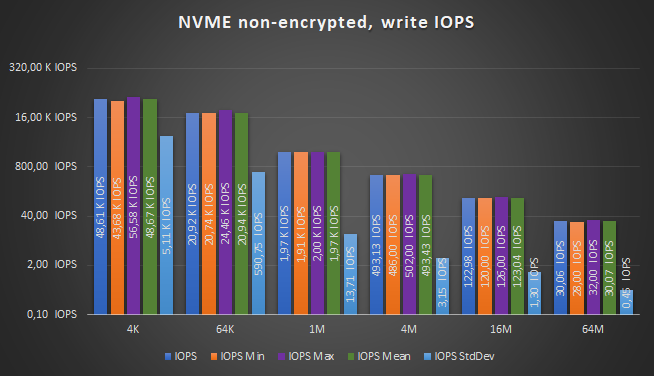 NVME non-encrypted, write IOPS
320,00 K IOPS
16,00 K IOPS
800,00 IOPS
40,00 IOPS
2,00 IOPS
0,10 IOPS
48,61 K IOPS
43,68 K IOPS
56,58 K IOPS
48,67 K IOPS
5,11 K IOPS
20,92 K IOPS
20,74 K IOPS
24,46 K IOPS
20,94 K IOPS
590,75 IOPS
1,97 K IOPS
1,91 K IOPS
2,00 K IOPS
1,97 K IOPS
13,71 IOPS
493,13 IOPS
486,00 IOPS
502,00 IOPS
493,43 IOPS
3,15 IOPS
122,98 IOPS
120,00 IOPS
125,00 IOPS
123,04 IOPS
1,30 IOPS
30,06 IOPS
28,00 IOPS
32,00 IOPS
30,07 IOPS
0,45 IOPS
4K 64K 1M 4M 16M 64M
IOPS IOPS Min IOPS Max IOPS Mean IOPS StdDev